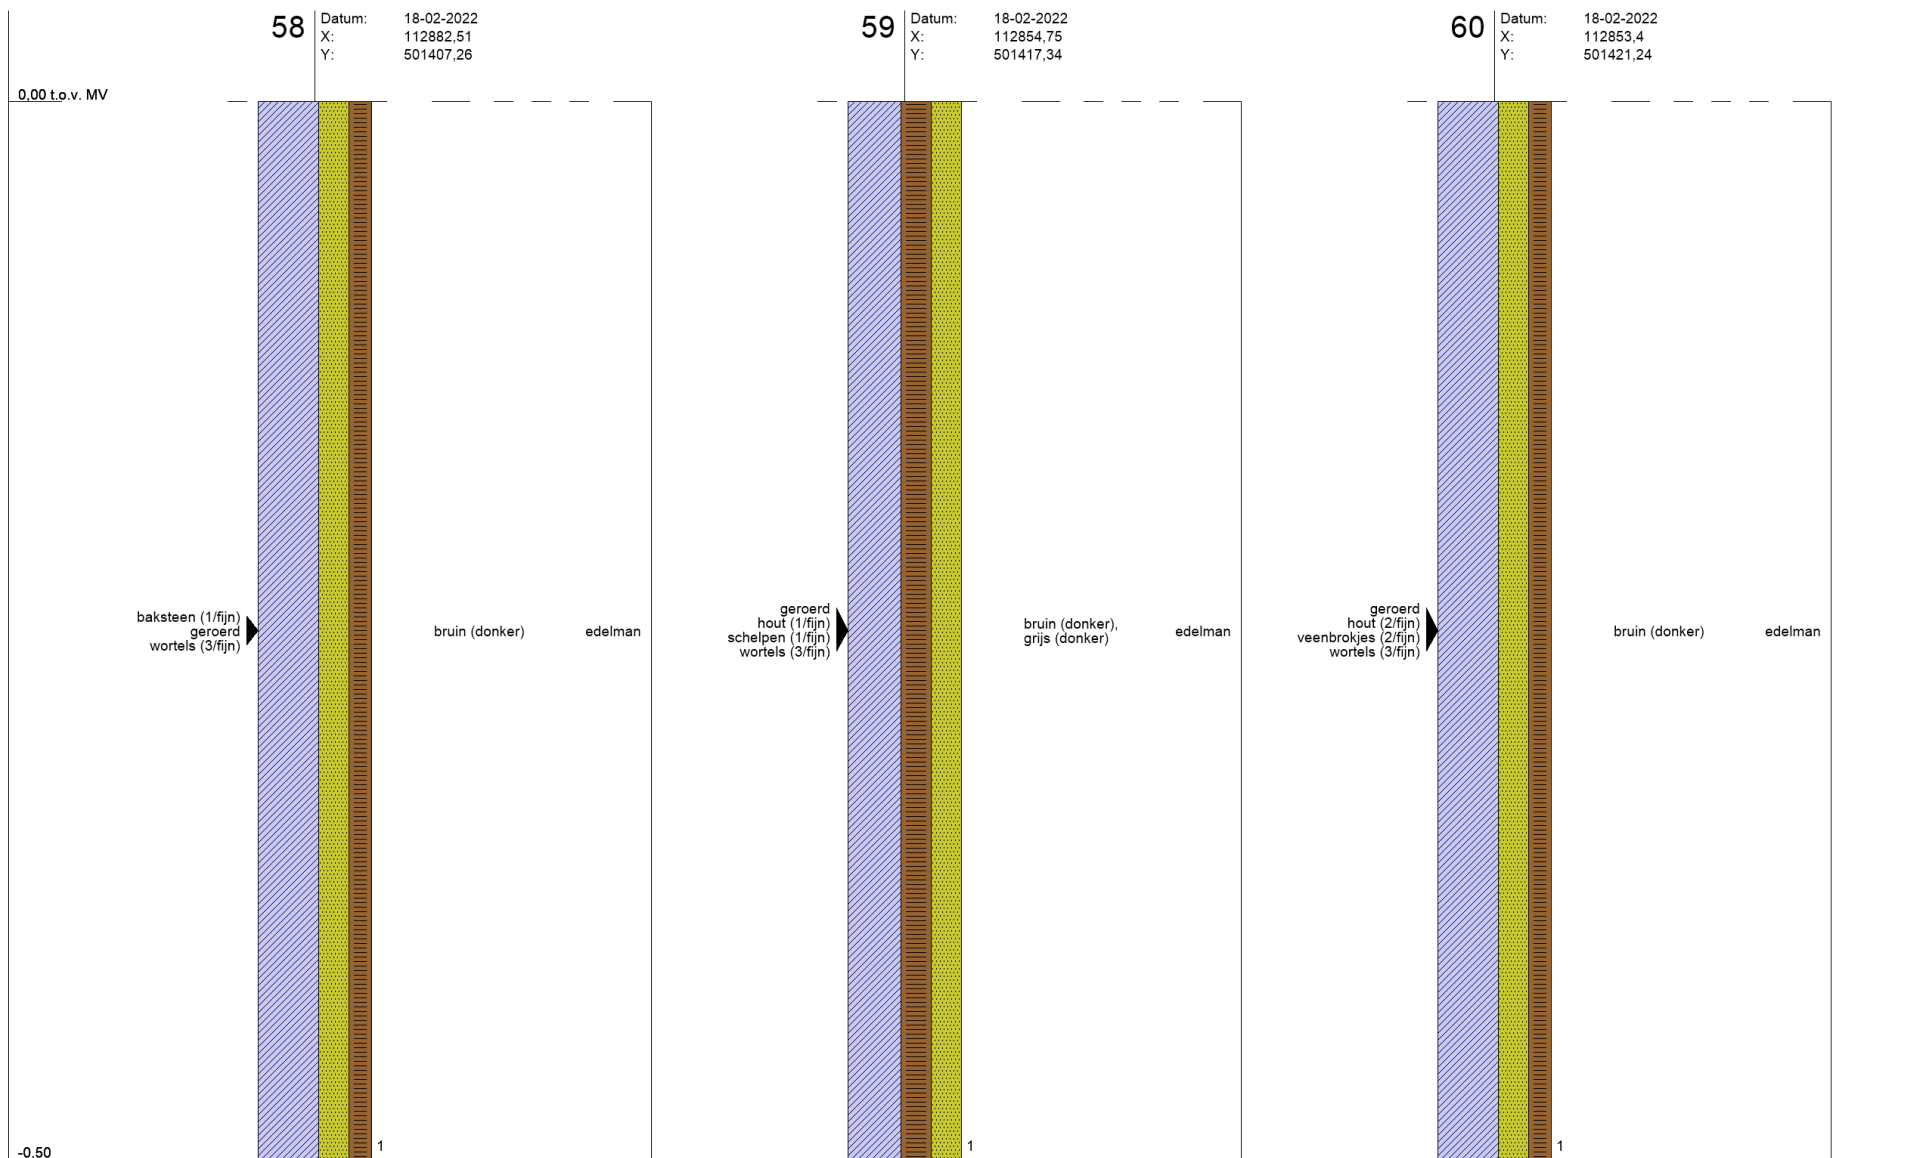 58
Datum: 18-02-2022
X: 112882,51
Y: 501407,26
59
Datum: 18-02-2022
X: 112854,75
Y: 501417,34
60
Datum: 18-02-2022
X: 112853,4
Y: 501421,24
0,00 t.o.v. MV
baksteen (1/fijn)
geroerd
wortels (3/fijn)
bruin (donker)
edelman
1
geroerd
hout (1/fijn)
schelpen (1/fijn)
wortels (3/fijn)
bruin (donker),
grijs (donker)
edelman
1
geroerd
hout (2/fijn)
veenbrokjes (2/fijn)
wortels (3/fijn)
bruin (donker)
edelman
1
-0.50